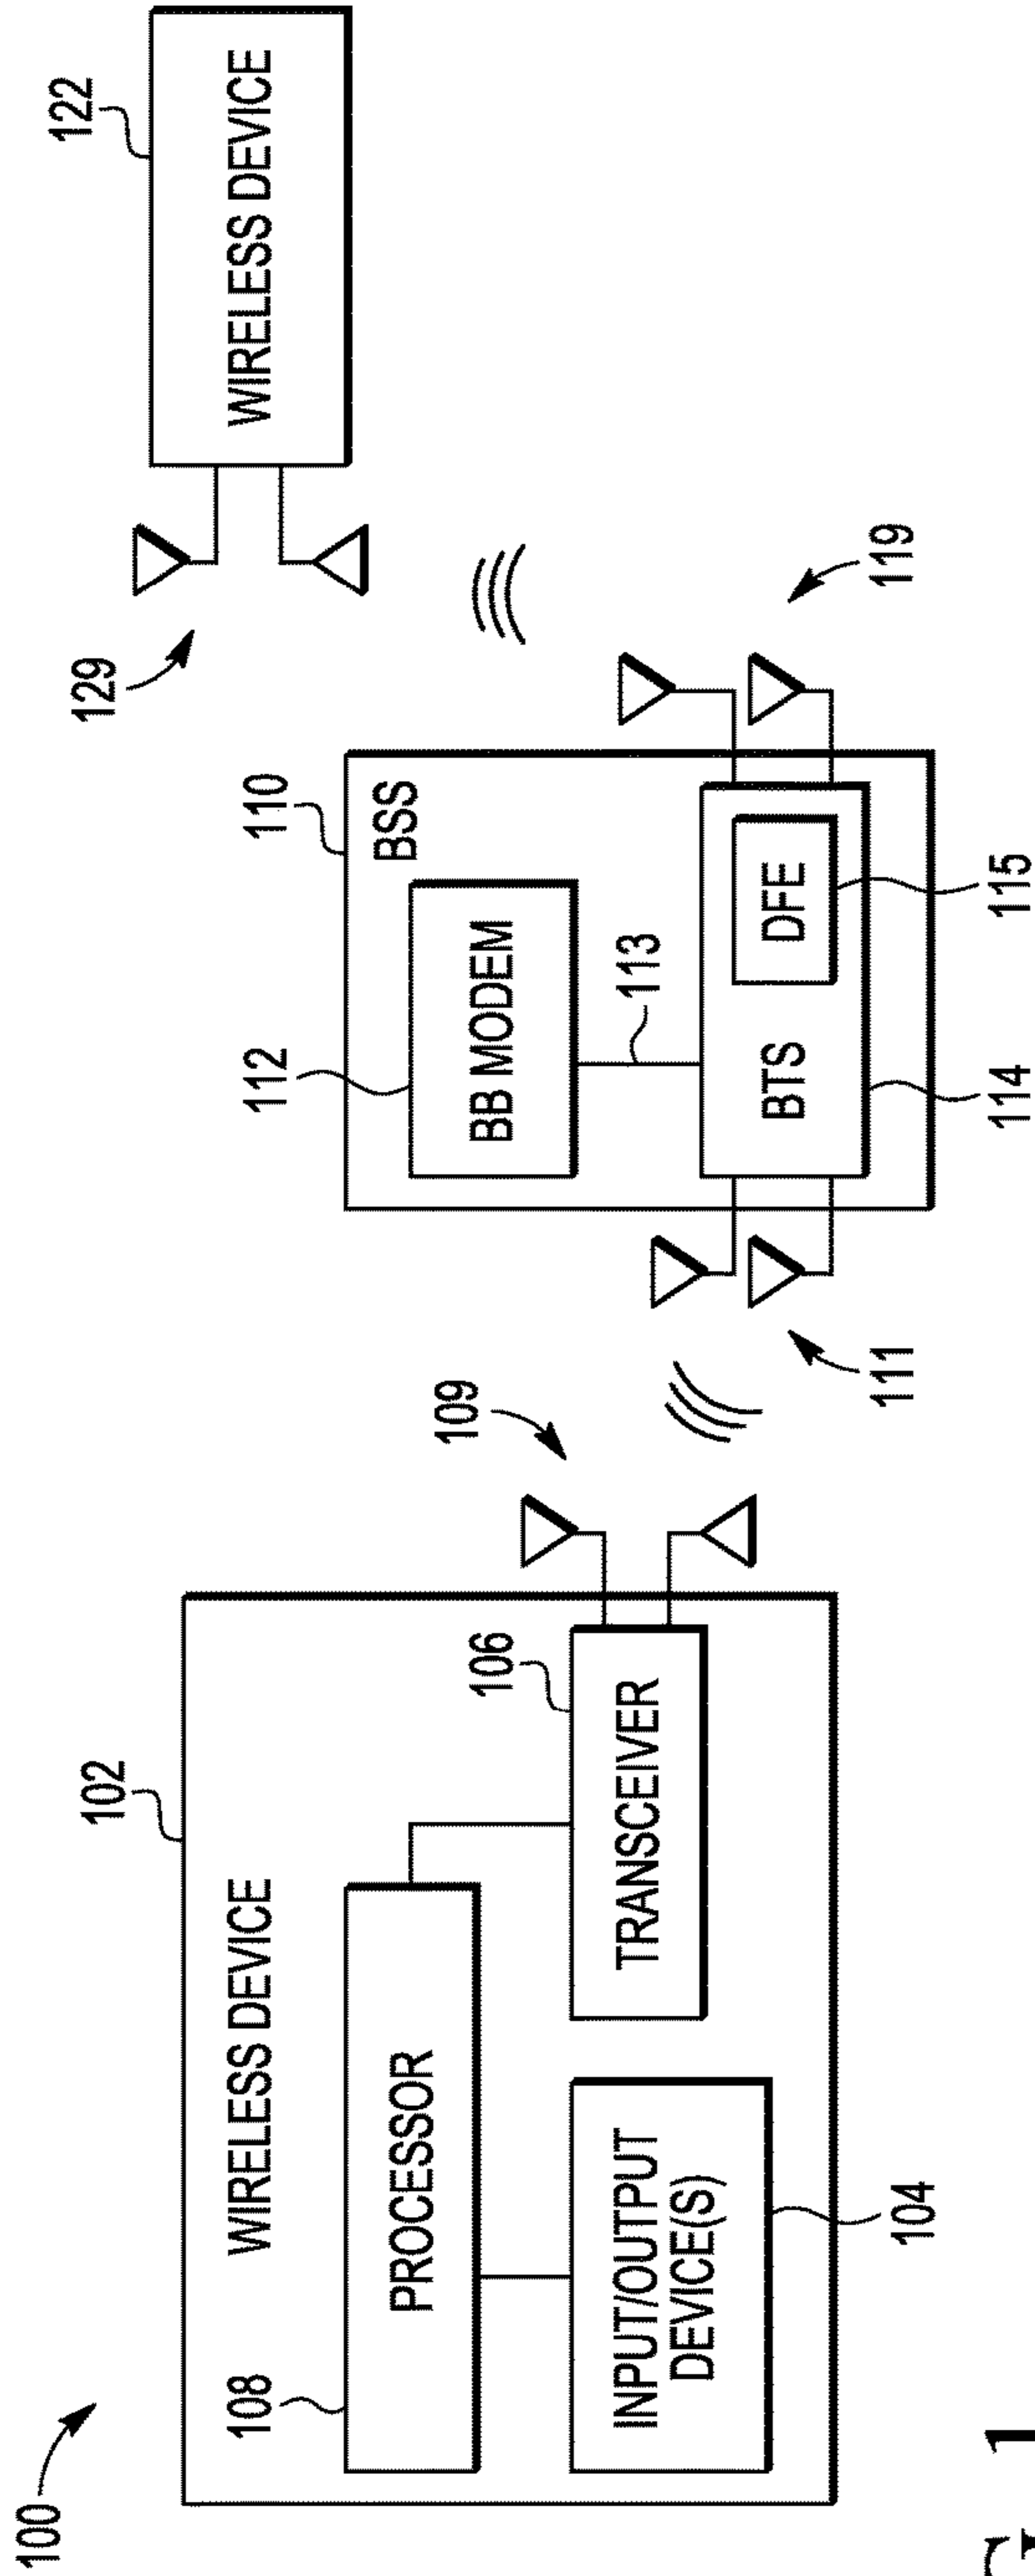 100
102
WIRELESS DEVICE
108
PROCESSOR
106
TRANSCEIVER
INPUT/OUTPUT
DEVICE(S)
104
109
111
110
BSS
112
BB MODEM
113
BTS
DFE
114
115
119
129
122
WIRELESS DEVICE
1